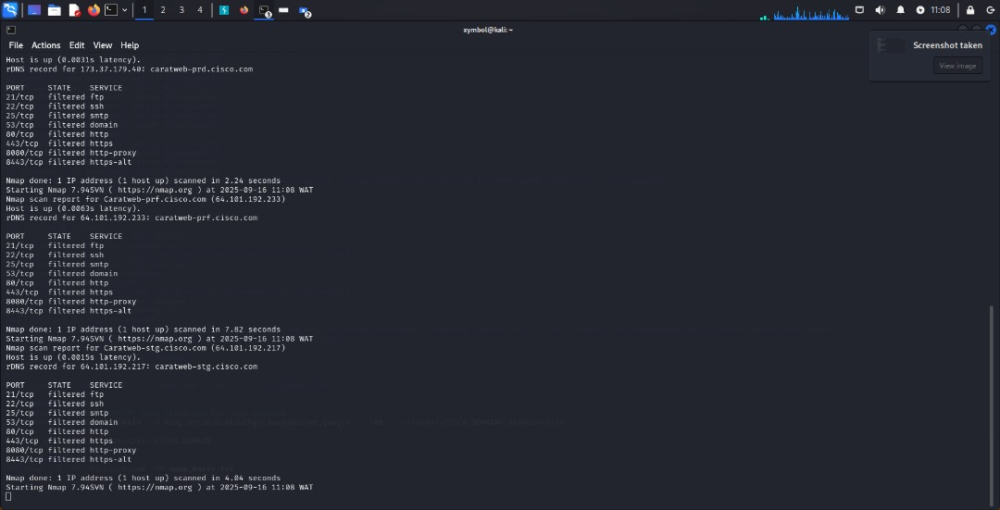 1 2 3 4 11:08
xymbol@kali: ~
File Actions Edit View Help
Screenshot taken
View image
Host is up (0.0031s latency).
rDNS record for 173.37.179.40: caratweb-prd.cisco.com
PORT STATE SERVICE
21/tcp filtered ftp
22/tcp filtered ssh
25/tcp filtered smtp
53/tcp filtered domain
80/tcp filtered http
443/tcp filtered https
8080/tcp filtered http-proxy
8443/tcp filtered https-alt
Nmap done: 1 IP address (1 host up) scanned in 2.24 seconds
Starting Nmap 7.94SVN ( https://nmap.org ) at 2025-09-16 11:08 WAT
Nmap scan report for Caratweb-prf.cisco.com (64.101.192.233)
Host is up (0.0063s latency).
rDNS record for 64.101.192.233: caratweb-prf.cisco.com
PORT STATE SERVICE
21/tcp filtered ftp
22/tcp filtered ssh
25/tcp filtered smtp
53/tcp filtered domain
80/tcp filtered http
443/tcp filtered https
8080/tcp filtered http-proxy
8443/tcp filtered https-alt
Nmap done: 1 IP address (1 host up) scanned in 7.82 seconds
Starting Nmap 7.94SVN ( https://nmap.org ) at 2025-09-16 11:08 WAT
Nmap scan report for Caratweb-stg.cisco.com (64.101.192.217)
Host is up (0.0015s latency).
rDNS record for 64.101.192.217: caratweb-stg.cisco.com
PORT STATE SERVICE
21/tcp filtered ftp
22/tcp filtered ssh
25/tcp filtered smtp
53/tcp filtered domain
80/tcp filtered http
443/tcp filtered https
8080/tcp filtered http-proxy
8443/tcp filtered https-alt
Nmap done: 1 IP address (1 host up) scanned in 4.04 seconds
Starting Nmap 7.94SVN ( https://nmap.org ) at 2025-09-16 11:08 WAT